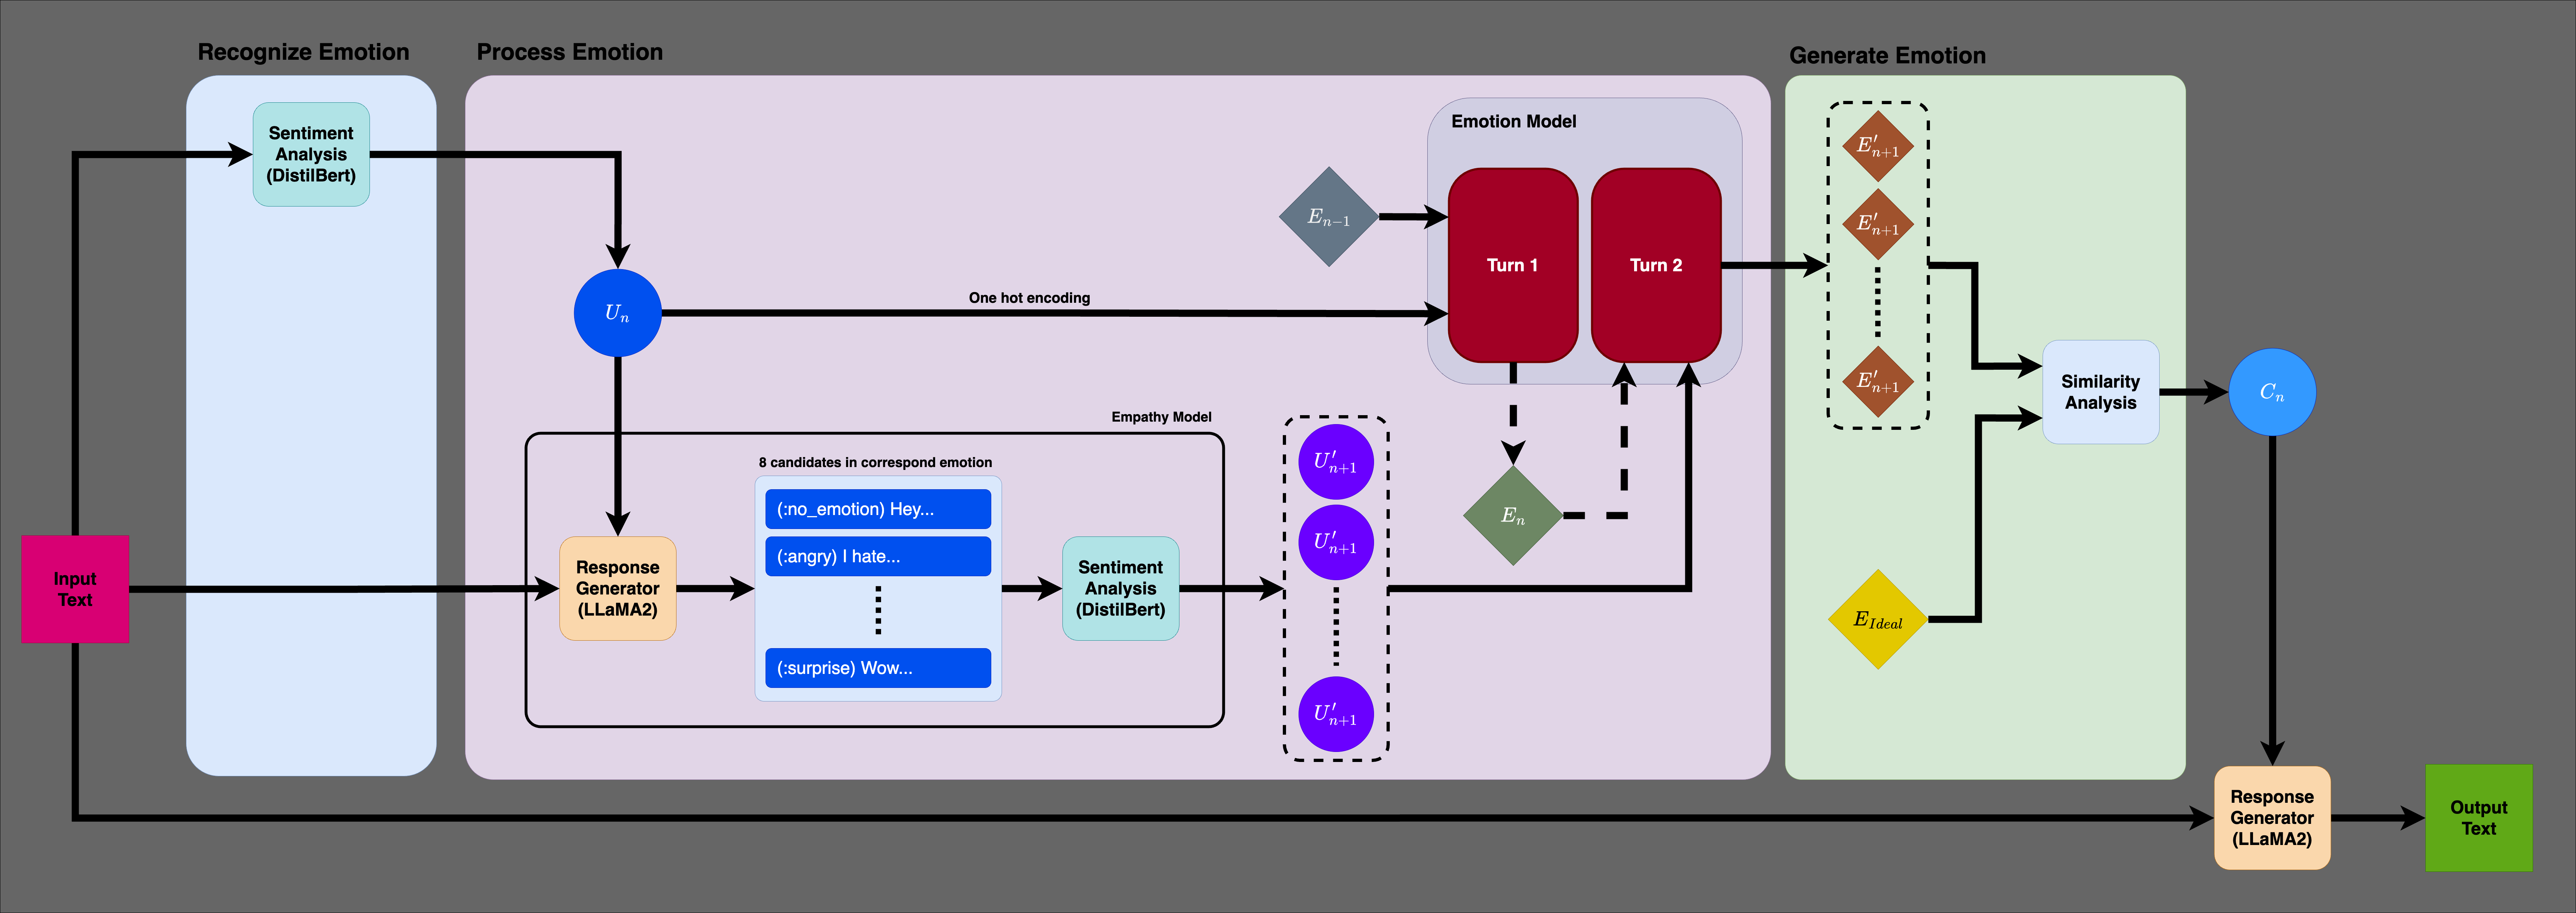 Recognize Emotion
Process Emotion
Generate Emotion
Sentiment
Analysis
(DistilBert)
Emotion Model
Turn 1
Turn 2
E_{n-1}
U_n
One hot encoding
E'_{n+1}
E'_{n+1}
E'_{n+1}
Similarity
Analysis
C_n
Empathy Model
8 candidates in correspond emotion
(:no_emotion) Hey...
(:angry) I hate...
(:surprise) Wow...
Input
Text
Response
Generator
(LLaMA2)
Sentiment
Analysis
(DistilBert)
U'_{n+1}
U'_{n+1}
U'_{n+1}
E_n
E_{Ideal}
Response
Generator
(LLaMA2)
Output
Text